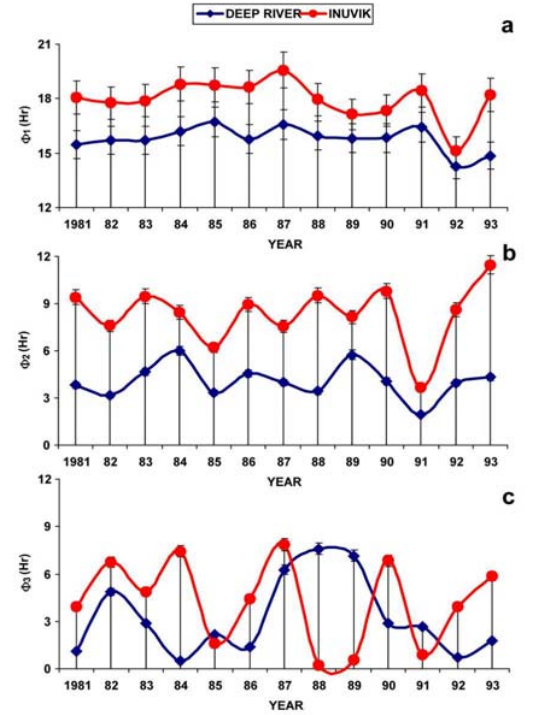 DEEP RIVER INUVIK
a
21
18
15
12
Φ1 (Hr)
1981 82 83 84 85 86 87 88 89 90 91 92 93
YEAR
b
12
9
6
3
0
Φ2 (Hr)
1981 82 83 84 85 86 87 88 89 90 91 92 93
YEAR
c
12
9
6
3
0
Φ3 (Hr)
1981 82 83 84 85 86 87 88 89 90 91 92 93
YEAR